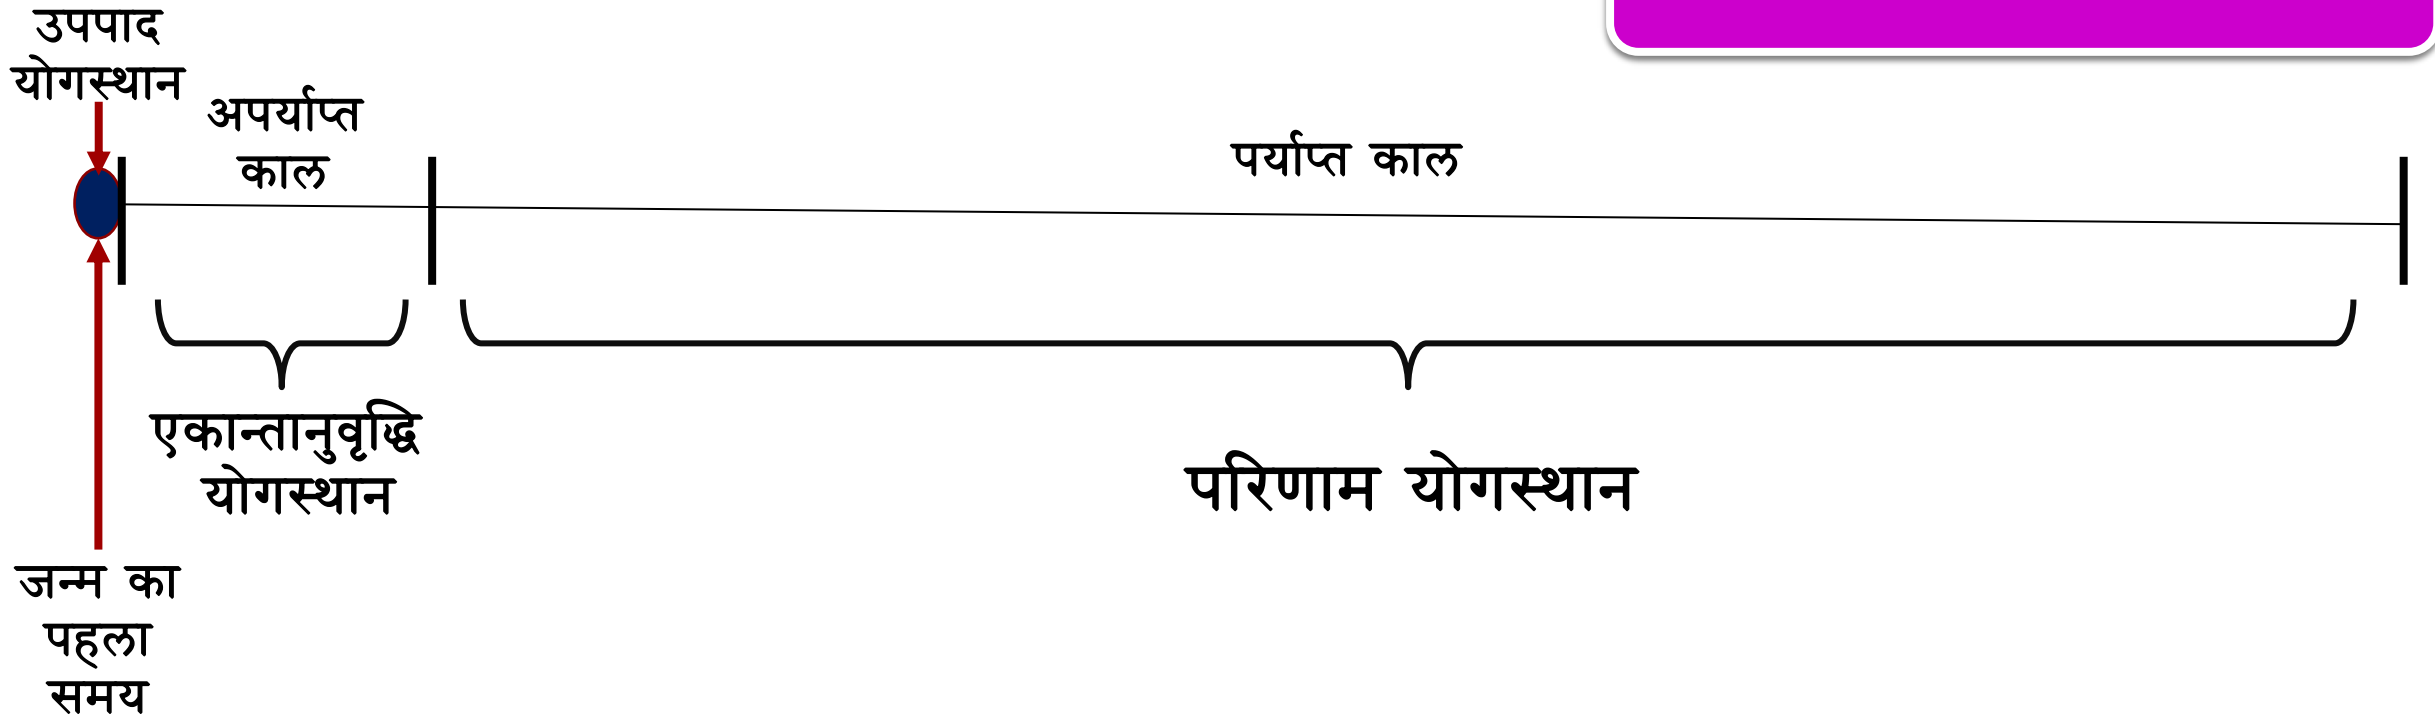 उपपाद
योगस्थान
अपर्याप्त
काल
पर्याप्त काल
एकान्तानुवृद्धि
योगस्थान
परिणाम योगस्थान
जन्म का
पहला
समय